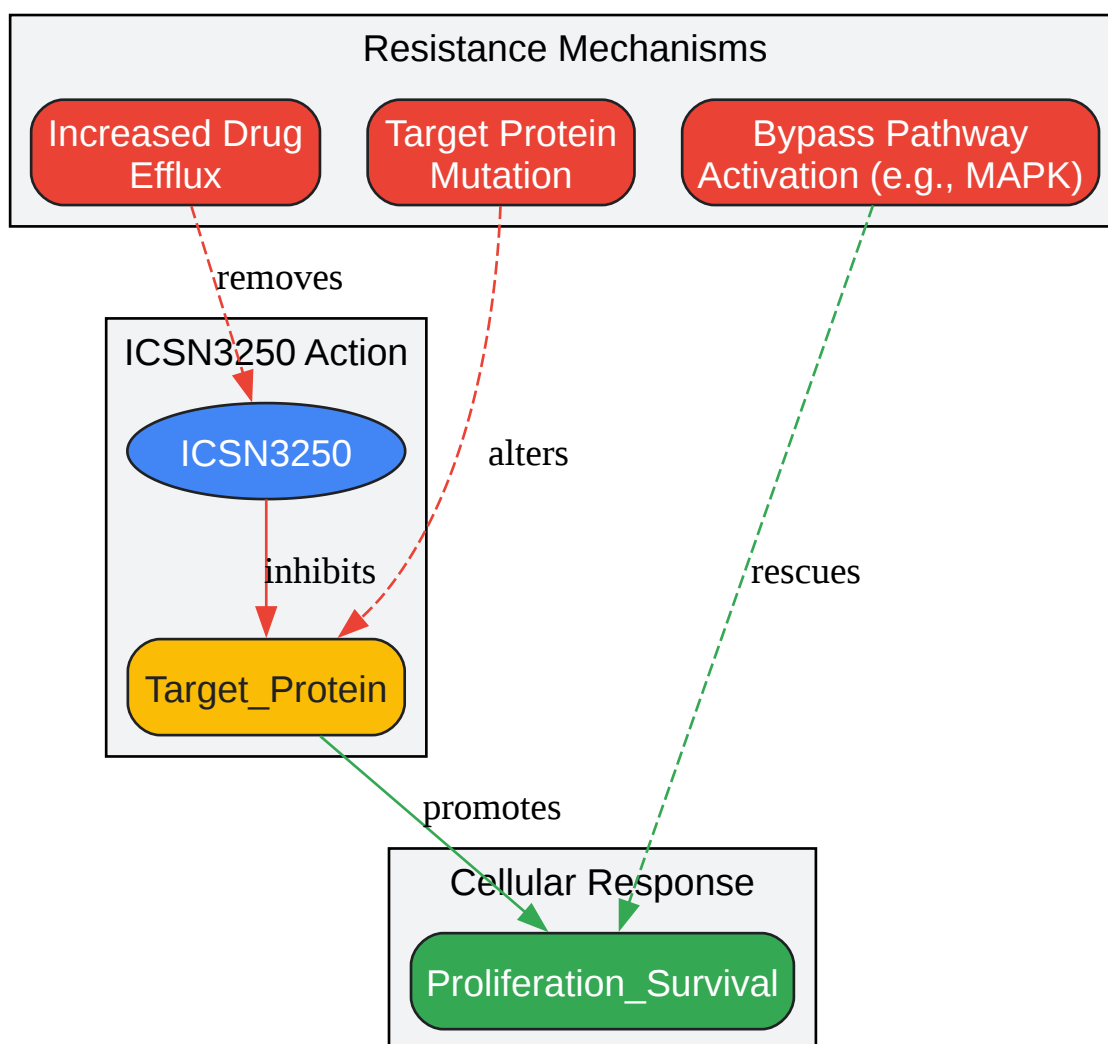 Resistance Mechanisms
Increased Drug
Efflux
Target Protein
Mutation
Bypass Pathway
Activation (e.g., MAPK)
removes
ICSN3250 Action
ICSN3250
alters
inhibits
rescues
Target_Protein
promotes
Cellular Response
Proliferation_Survival